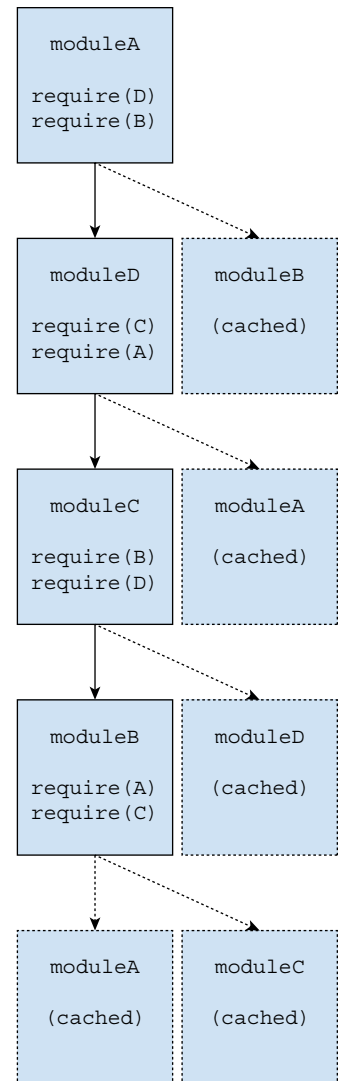 moduleA
require(D)
require(B)
moduleD
require(C)
require(A)
moduleB
(cached)
moduleC
require(B)
require(D)
moduleA
(cached)
moduleB
require(A)
require(C)
moduleD
(cached)
moduleA
(cached)
moduleC
(cached)